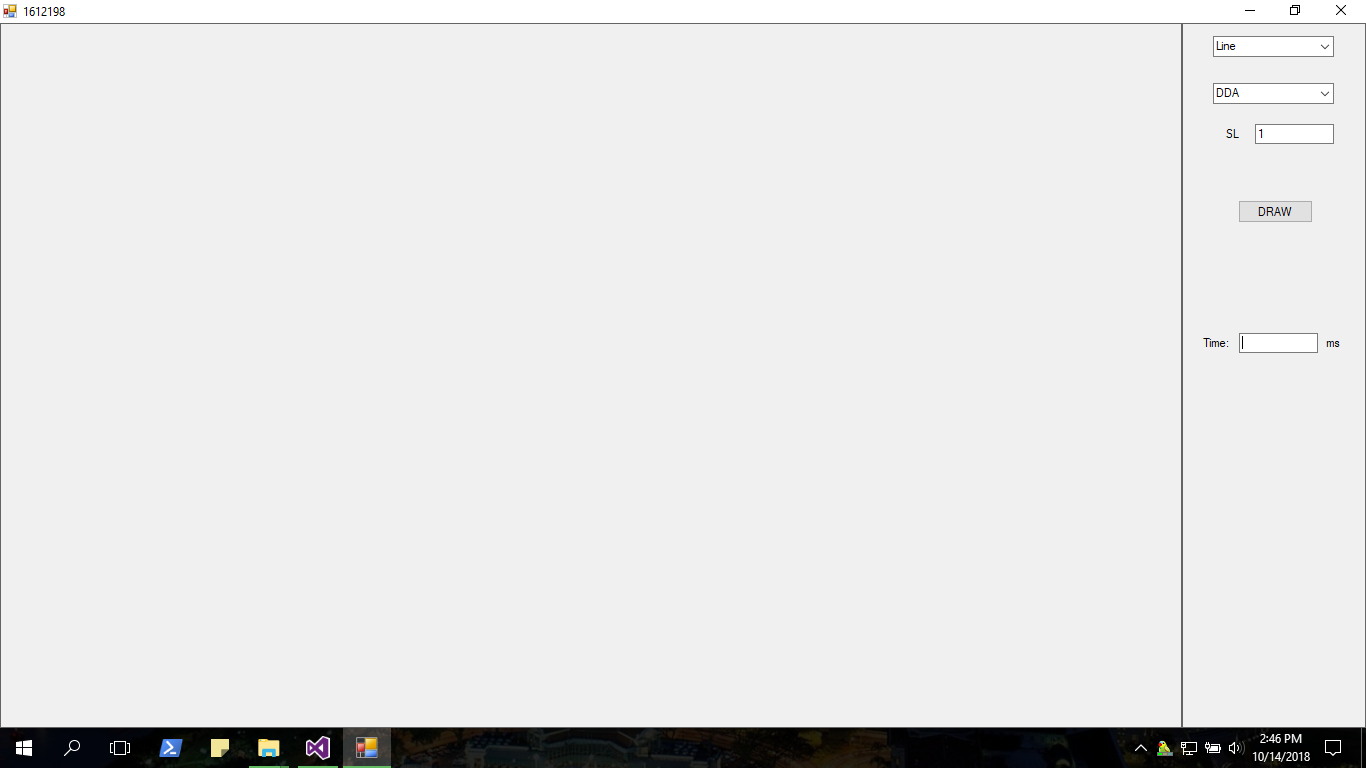 1612198
Line
DDA
SL 1
DRAW
Time: ms
2:46 PM
10/14/2018